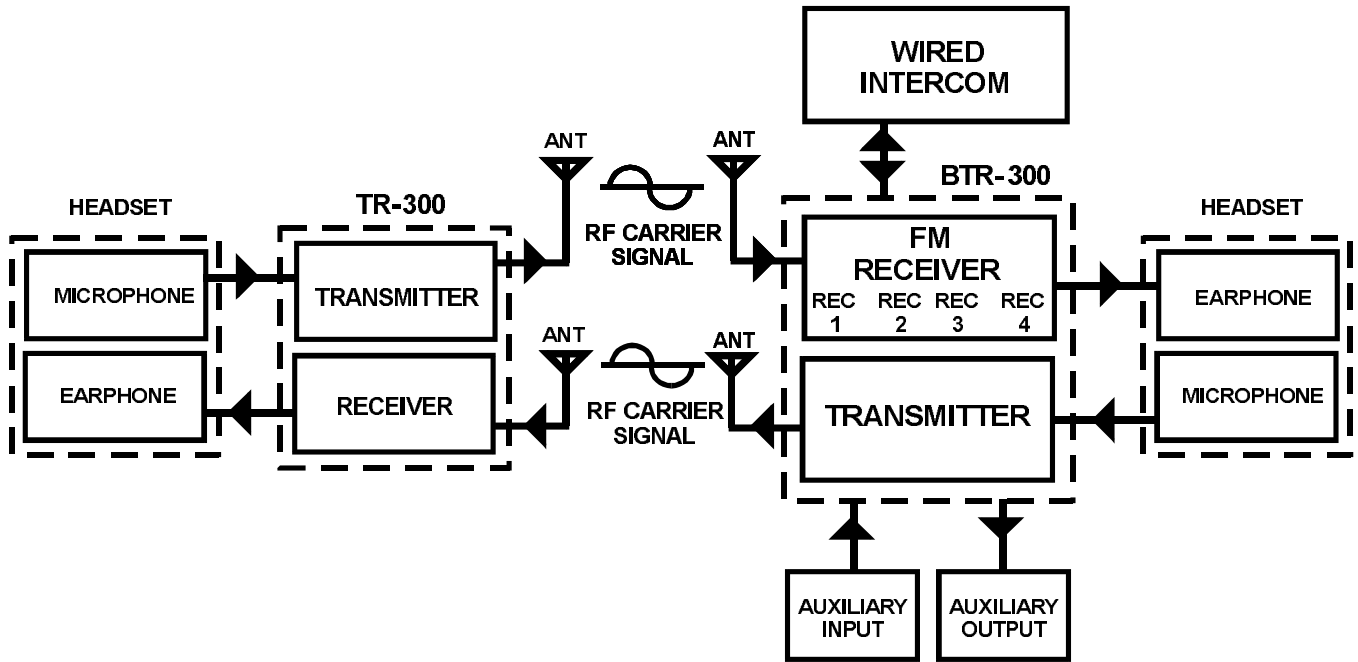 WIRED
INTERCOM
ANT
ANT
BTR-300
HEADSET
TR-300
HEADSET
RF CARRIER
SIGNAL
FM
RECEIVER
REC REC REC REC
1 2 3 4
MICROPHONE
TRANSMITTER
EARPHONE
ANT
ANT
EARPHONE
RECEIVER
RF CARRIER
SIGNAL
TRANSMITTER
MICROPHONE
AUXILIARY
INPUT
AUXILIARY
OUTPUT